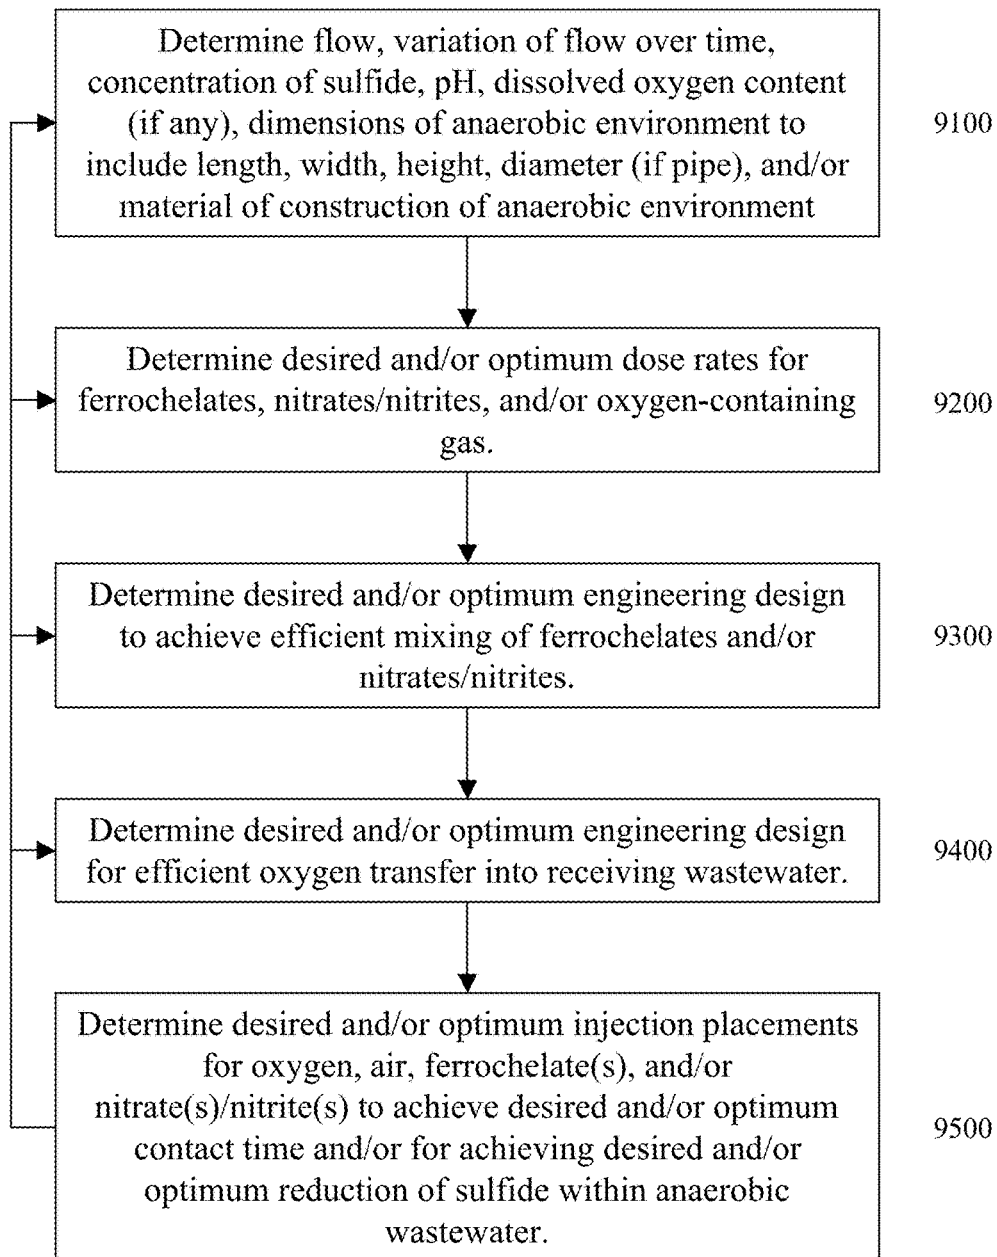 Determine flow, variation of flow over time,
concentration of sulfide, pH, dissolved oxygen content
(if any), dimensions of anaerobic environment to
include length, width, height, diameter (if pipe), and/or
material of construction of anaerobic environment
9100
Determine desired and/or optimum dose rates for
ferrochelates, nitrates/nitrites, and/or oxygen-containing
gas.
9200
Determine desired and/or optimum engineering design
to achieve efficient mixing of ferrochelates and/or
nitrates/nitrites.
9300
Determine desired and/or optimum engineering design
for efficient oxygen transfer into receiving wastewater.
9400
Determine desired and/or optimum injection placements
for oxygen, air, ferrochelate(s), and/or
nitrate(s)/nitrite(s) to achieve desired and/or optimum
contact time and/or for achieving desired and/or
optimum reduction of sulfide within anaerobic
wastewater.
9500